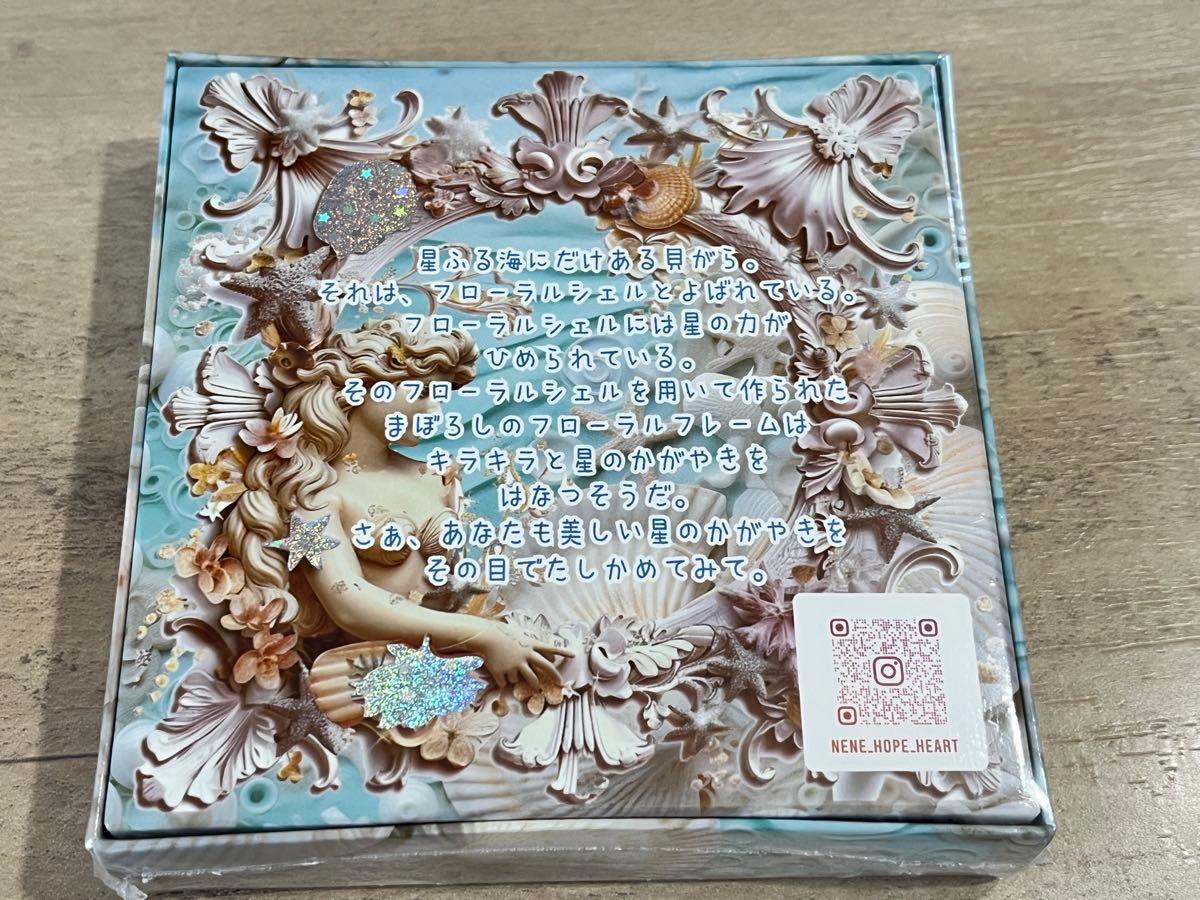 星ふる海にだけある貝がら。
それは、フローラルシェルとよばれている。
フローラルシェルには星の力が
ひめられている。
そのフローラルシェルを用いて作られた
まぼろしのフローラルフレームは
キラキラと星のかがやきを
はなつそうだ。
さぁ、あなたも美しい星のかがやきを
その目でたしかめてみて。
NENE_HOPE_HEART